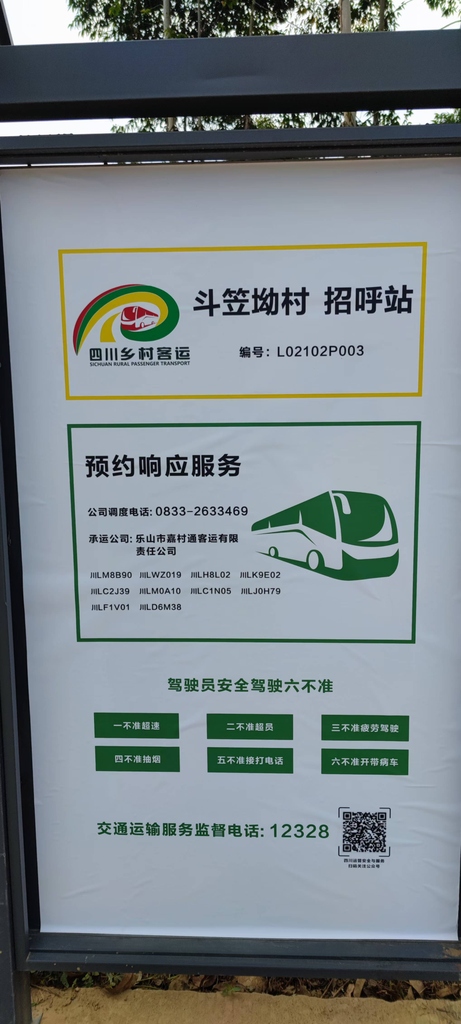 斗笠坳村 招呼站
四川乡村客运
SICHUAN RURAL PASSENGER TRANSPORT
编号：L02102P003
预约响应服务
公司调度电话：0833-2633469
承运公司：乐山市嘉村通客运有限
责任公司
川LM8B90 川LWZ019 川LH8L02 川LK9E02
川LC2J39 川LM0A10 川LC1N05 川LJ0H79
川LF1V01 川LD6M38
驾驶员安全驾驶六不准
一不准超速 二不准超员 三不准疲劳驾驶
四不准抽烟 五不准接打电话 六不准开带病车
交通运输服务监督电话：12328
扫码关注公众号